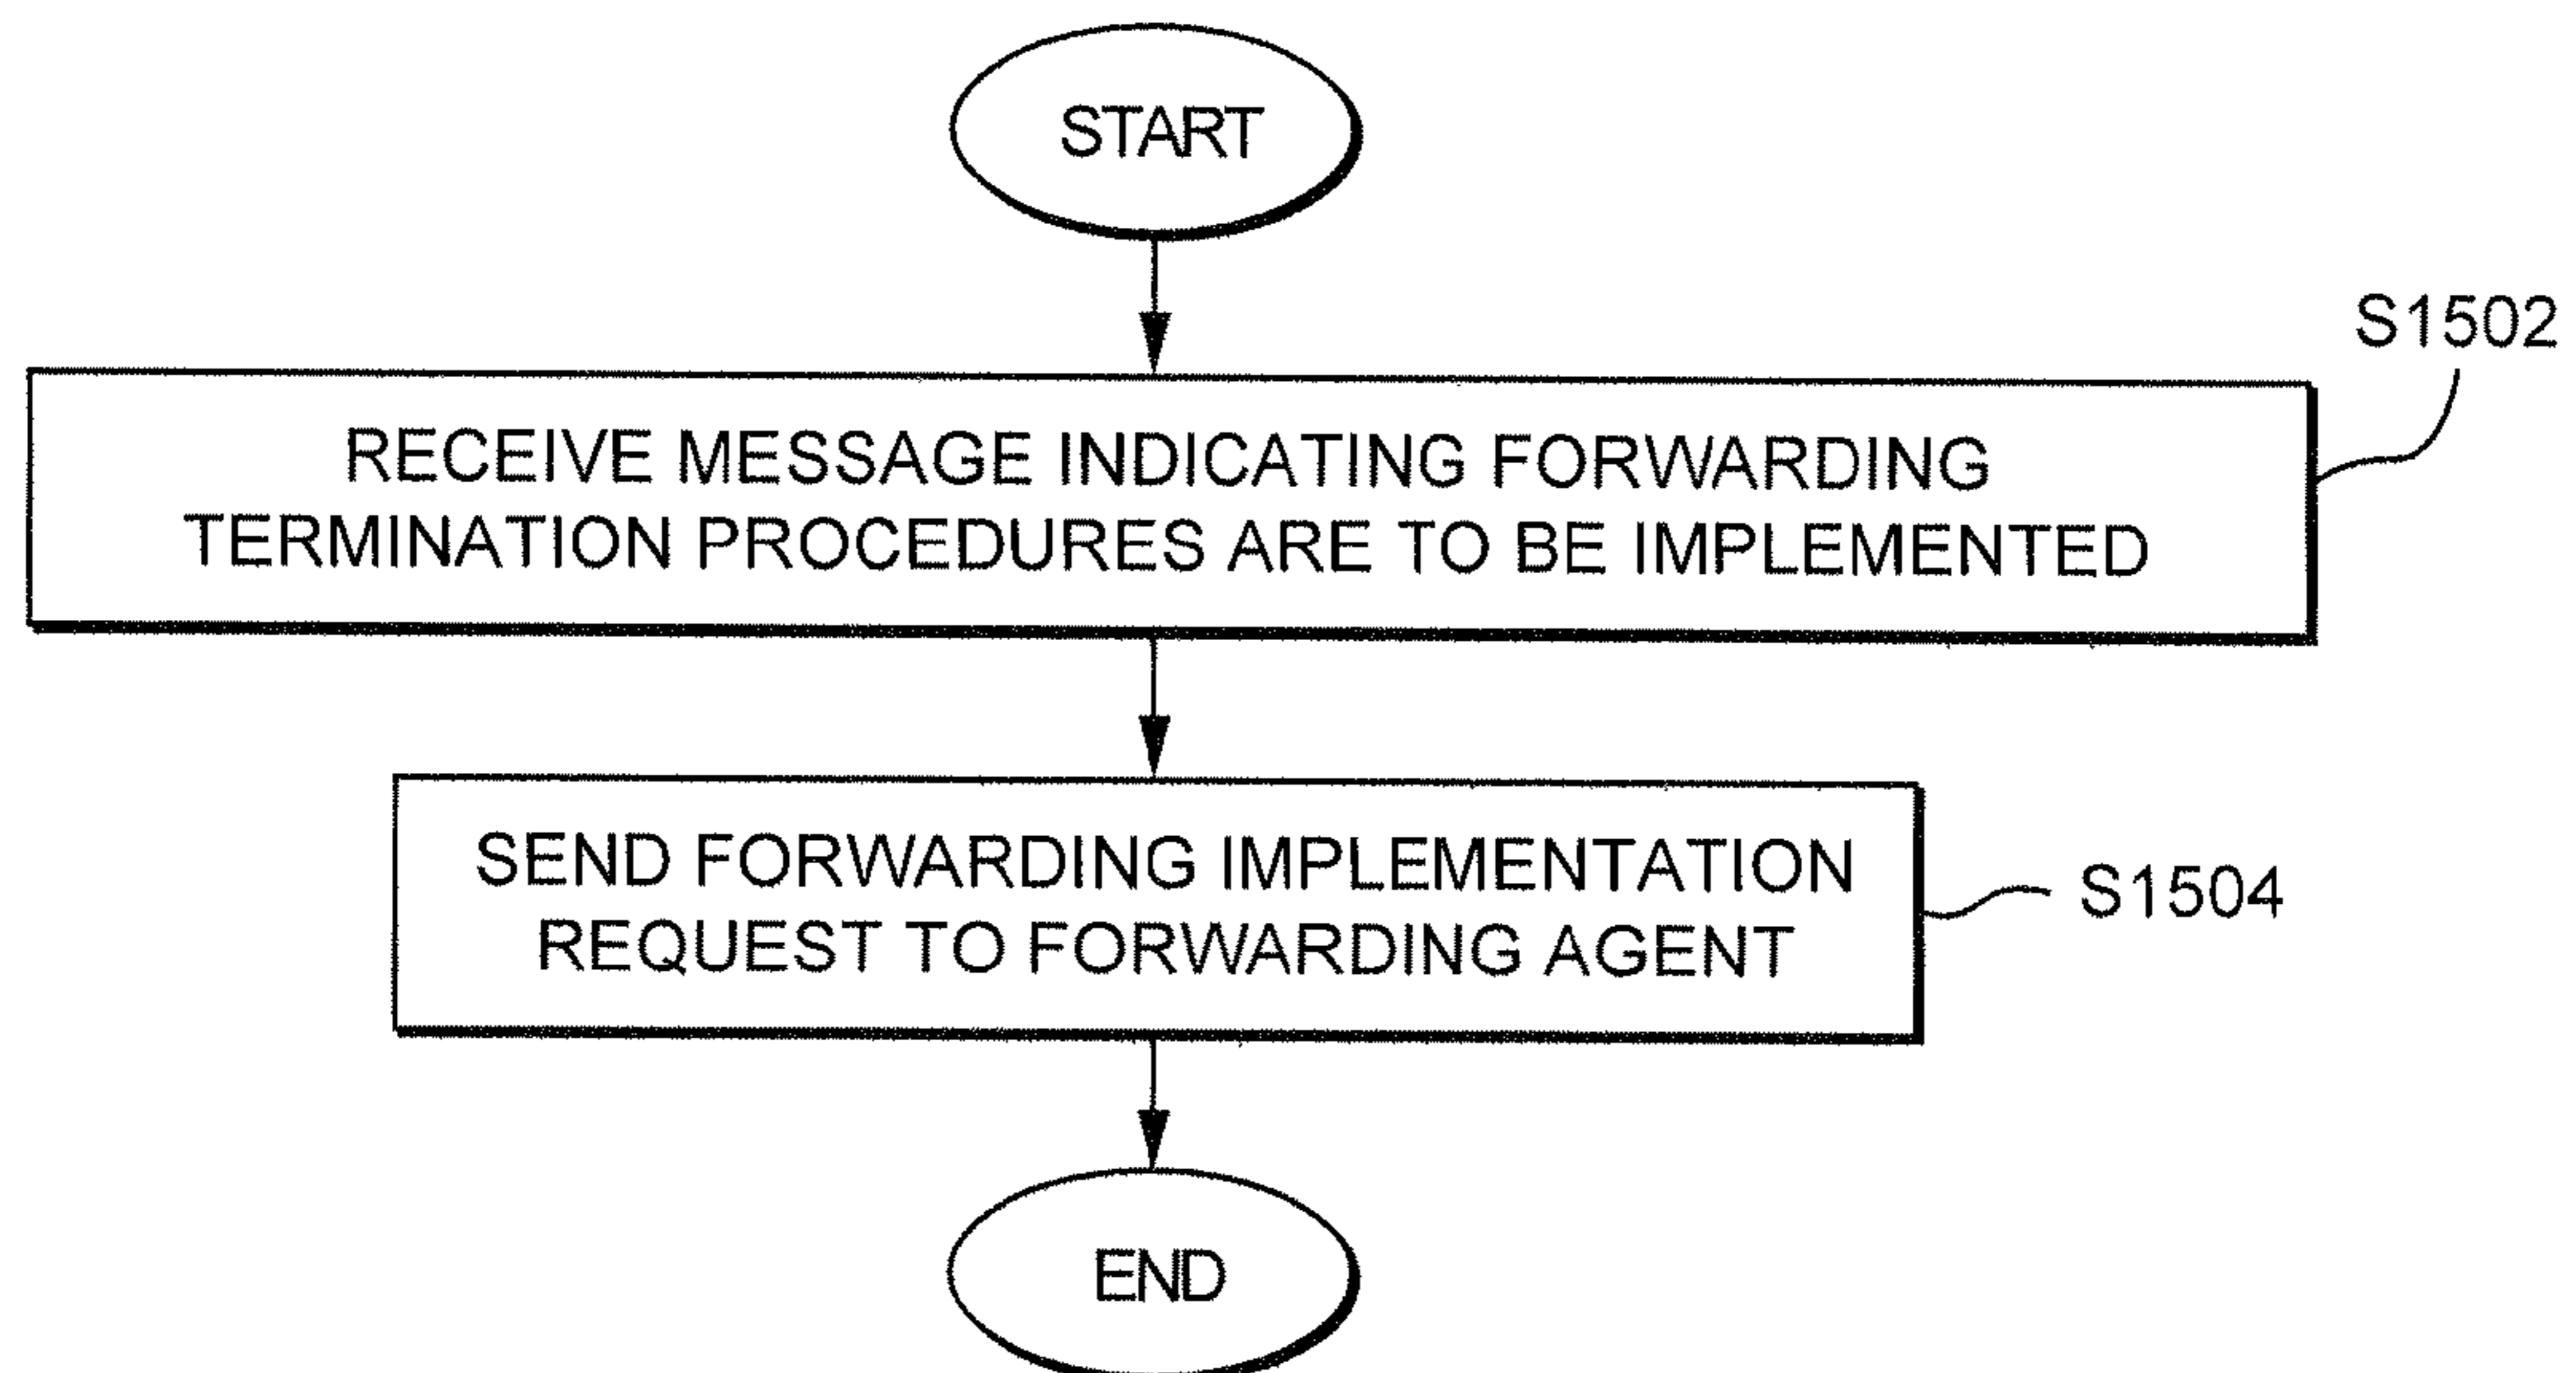 START
S1502
RECEIVE MESSAGE INDICATING FORWARDING
TERMINATION PROCEDURES ARE TO BE IMPLEMENTED
SEND FORWARDING IMPLEMENTATION
REQUEST TO FORWARDING AGENT
S1504
END